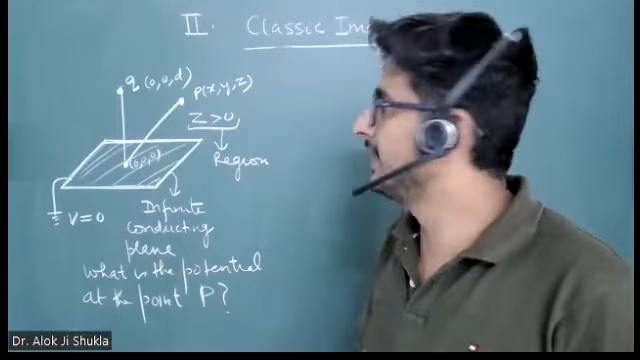 II. Classic
q (0,0,d)
P(x,y,z)
Z>0
(0,0,0)
Region
V=0
Infinite
conducting
plane
what is the potential
at the point P?
Dr. Alok Ji Shukla